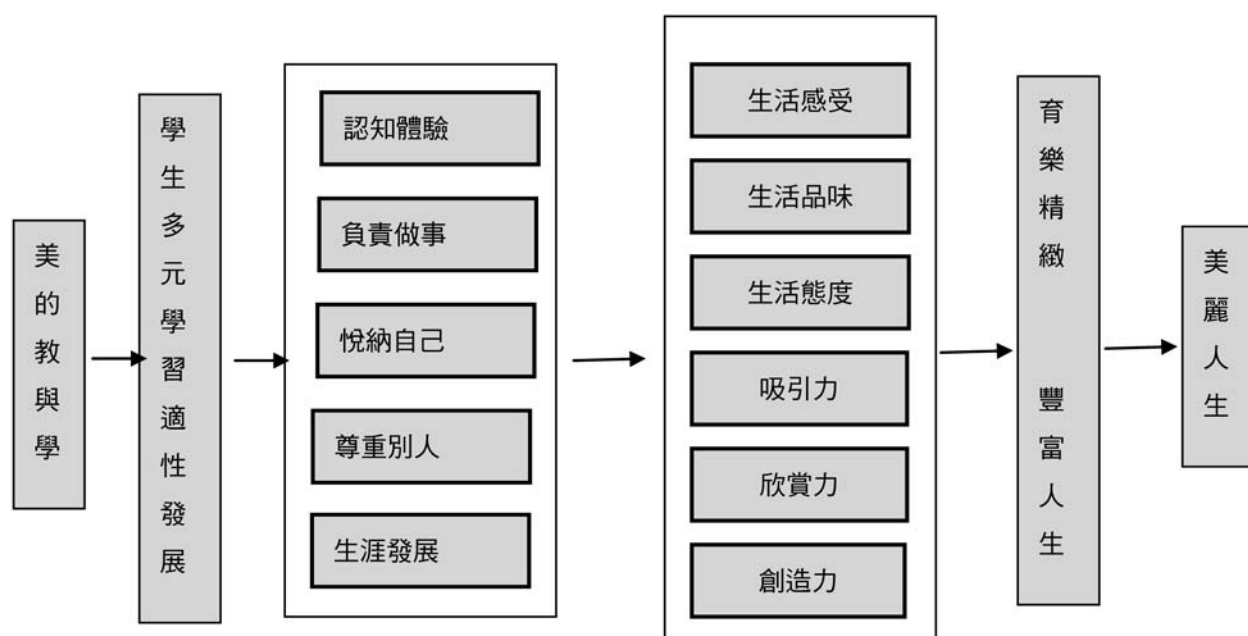 美的教與學
學生多元學習適性發展
認知體驗
負責做事
悅納自己
尊重別人
生涯發展
生活感受
生活品味
生活態度
吸引力
欣賞力
創造力
育樂精緻 豐富人生
美麗人生